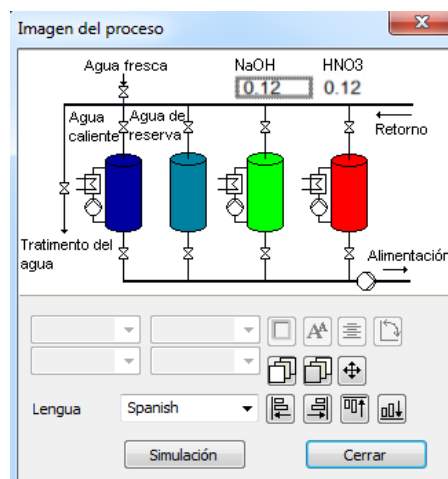 Imagen del proceso
Agua fresca
NaOH
HNO3
0.12
0.12
Agua
caliente
Agua de
reserva
Retorno
Tratimento del
agua
Alimentación
Lengua
Spanish
Simulación
Cerrar